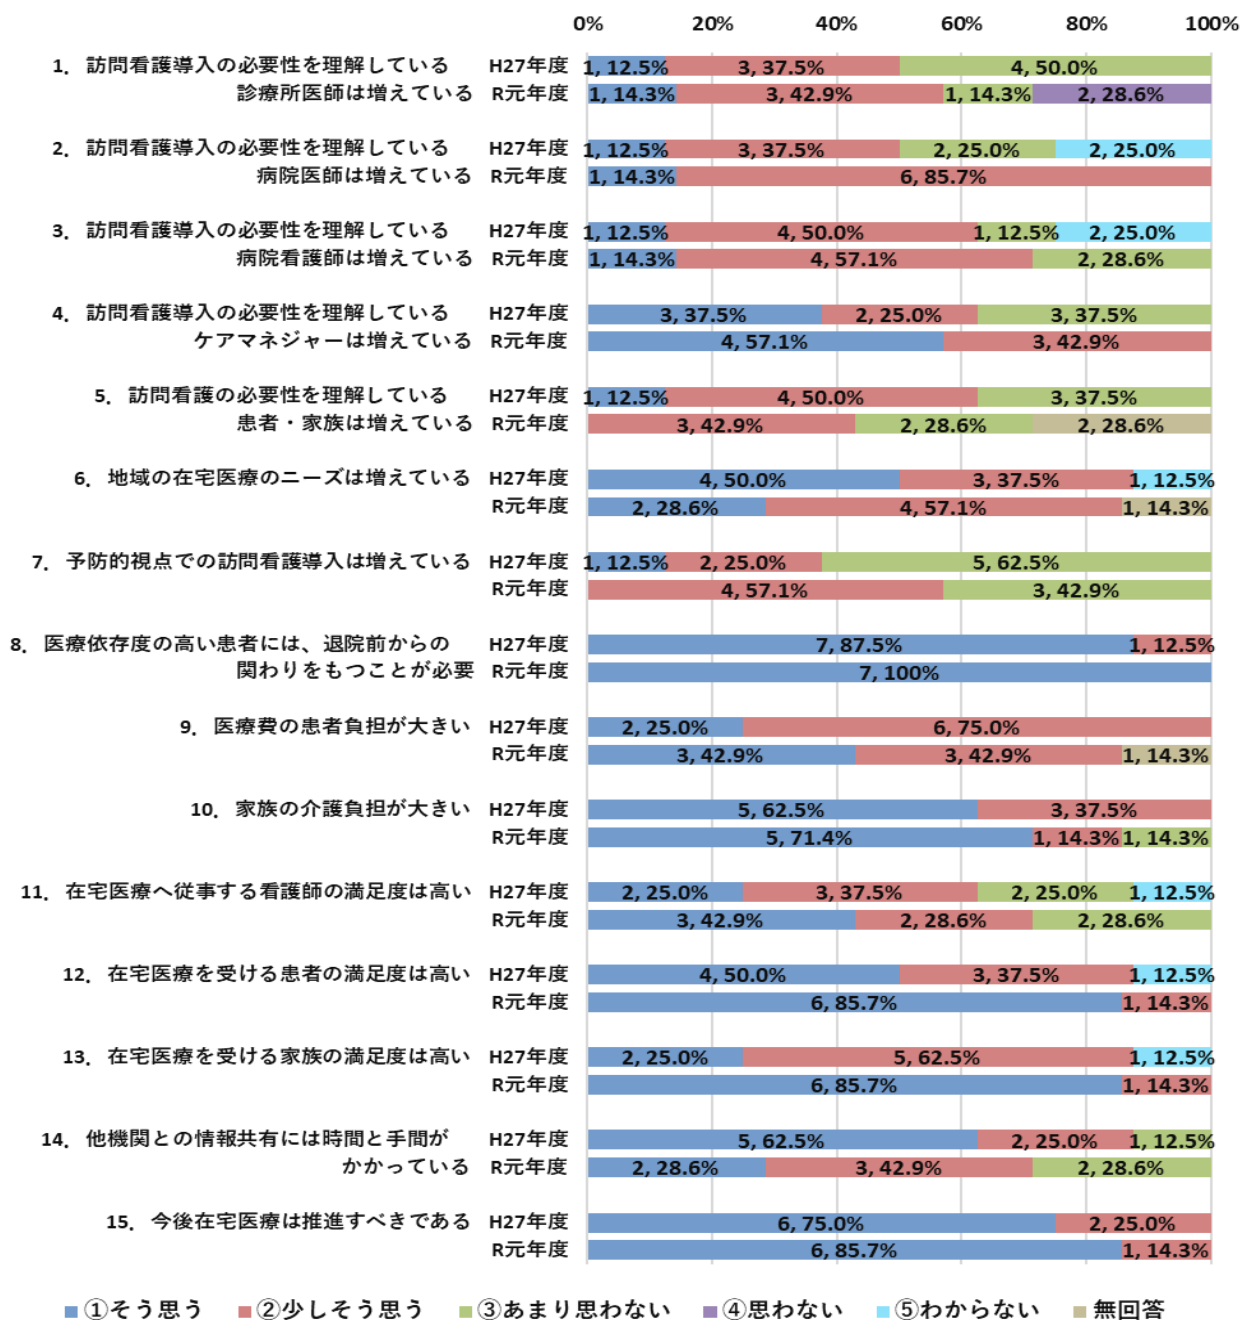 0% 20% 40% 60% 80% 100%
1. 訪問看護導入の必要性を理解している H27年度 1, 12.5% 3, 37.5% 4, 50.0%
診療所医師は増えている R元年度 1, 14.3% 3, 42.9% 1, 14.3% 2, 28.6%
2. 訪問看護導入の必要性を理解している H27年度 1, 12.5% 3, 37.5% 2, 25.0% 2, 25.0%
病院医師は増えている R元年度 1, 14.3% 6, 85.7%
3. 訪問看護導入の必要性を理解している H27年度 1, 12.5% 4, 50.0% 1, 12.5% 2, 25.0%
病院看護師は増えている R元年度 1, 14.3% 4, 57.1% 2, 28.6%
4. 訪問看護導入の必要性を理解している H27年度 3, 37.5% 2, 25.0% 3, 37.5%
ケアマネジャーは増えている R元年度 4, 57.1% 3, 42.9%
5. 訪問看護の必要性を理解している H27年度 1, 12.5% 4, 50.0% 3, 37.5%
患者・家族は増えている R元年度 3, 42.9% 2, 28.6% 2, 28.6%
6. 地域の在宅医療のニーズは増えている H27年度 4, 50.0% 3, 37.5% 1, 12.5%
R元年度 2, 28.6% 4, 57.1% 1, 14.3%
7. 予防的視点での訪問看護導入は増えている H27年度 1, 12.5% 2, 25.0% 5, 62.5%
R元年度 4, 57.1% 3, 42.9%
8. 医療依存度の高い患者には、退院前からの H27年度 7, 87.5% 1, 12.5%
関わりをもつことが必要 R元年度 7, 100%
9. 医療費の患者負担が大きい H27年度 2, 25.0% 6, 75.0%
R元年度 3, 42.9% 3, 42.9% 1, 14.3%
10. 家族の介護負担が大きい H27年度 5, 62.5% 3, 37.5%
R元年度 5, 71.4% 1, 14.3% 1, 14.3%
11. 在宅医療へ従事する看護師の満足度は高い H27年度 2, 25.0% 3, 37.5% 2, 25.0% 1, 12.5%
R元年度 3, 42.9% 2, 28.6% 2, 28.6%
12. 在宅医療を受ける患者の満足度は高い H27年度 4, 50.0% 3, 37.5% 1, 12.5%
R元年度 6, 85.7% 1, 14.3%
13. 在宅医療を受ける家族の満足度は高い H27年度 2, 25.0% 5, 62.5% 1, 12.5%
R元年度 6, 85.7% 1, 14.3%
14. 他機関との情報共有には時間と手間が H27年度 5, 62.5% 2, 25.0% 1, 12.5%
かかっている R元年度 2, 28.6% 3, 42.9% 2, 28.6%
15. 今後在宅医療は推進すべきである H27年度 6, 75.0% 2, 25.0%
R元年度 6, 85.7% 1, 14.3%
①そう思う ②少しそう思う ③あまり思わない ④思わない ⑤わからない 無回答